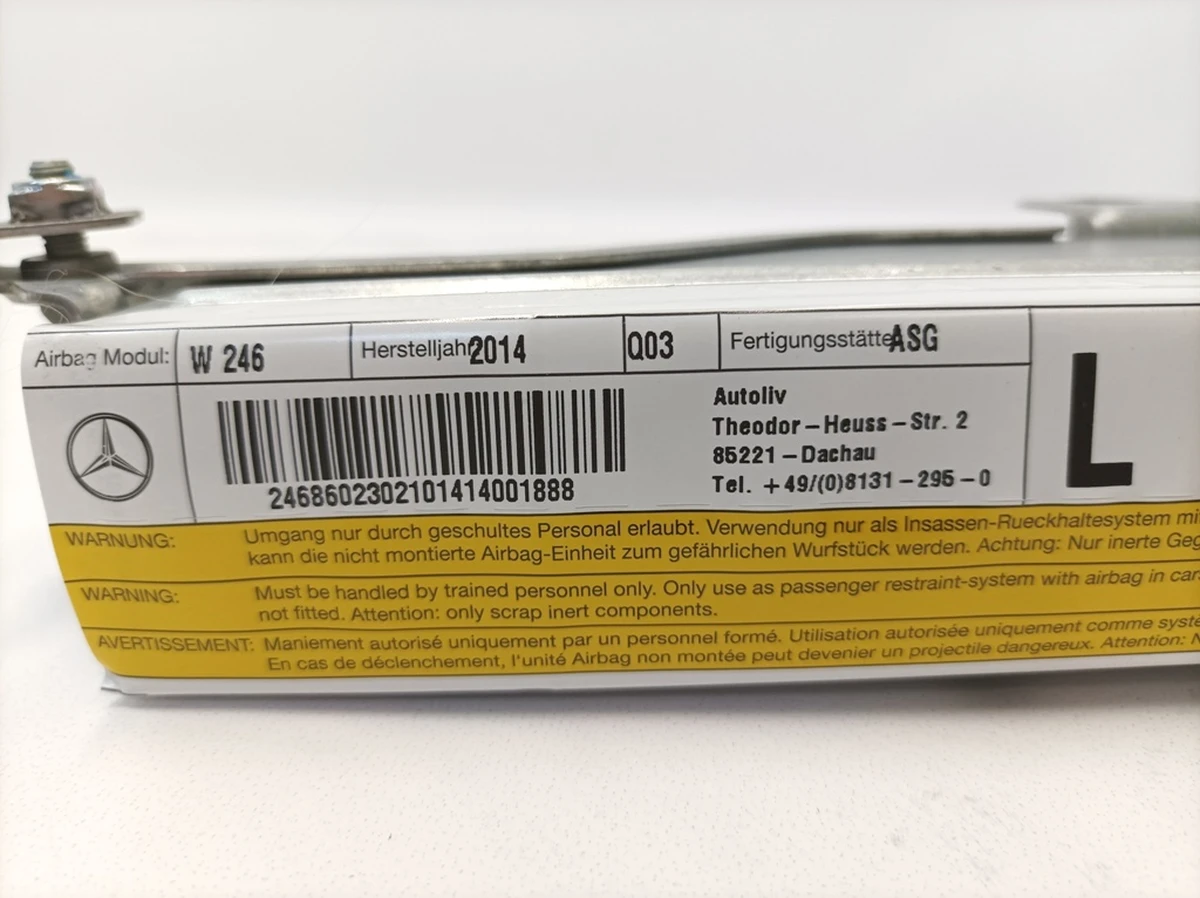 Airbag Modul: W 246 Herstelljahr 2014 Q03 Fertigungsstätte ASG
L
Autoliv
Theodor-Heuss-Str. 2
85221-Dachau
Tel. +49/(0)8131-295-0
2468602302101414001888
WARNUNG: Umgang nur durch geschultes Personal erlaubt. Verwendung nur als Insassen-Rueckhaltesystem mi
kann die nicht montierte Airbag-Einheit zum gefährlichen Wurfstück werden. Achtung: Nur inerte Geg
WARNING: Must be handled by trained personnel only. Only use as passenger restraint-system with airbag in car
not fitted. Attention: only scrap inert components.
AVERTISSEMENT: Maniement autorisé uniquement par un personnel formé. Utilisation autorisée uniquement comme systè
En cas de déclenchement, l'unité Airbag non montée peut devenier un projectile dangereux. Attention: N